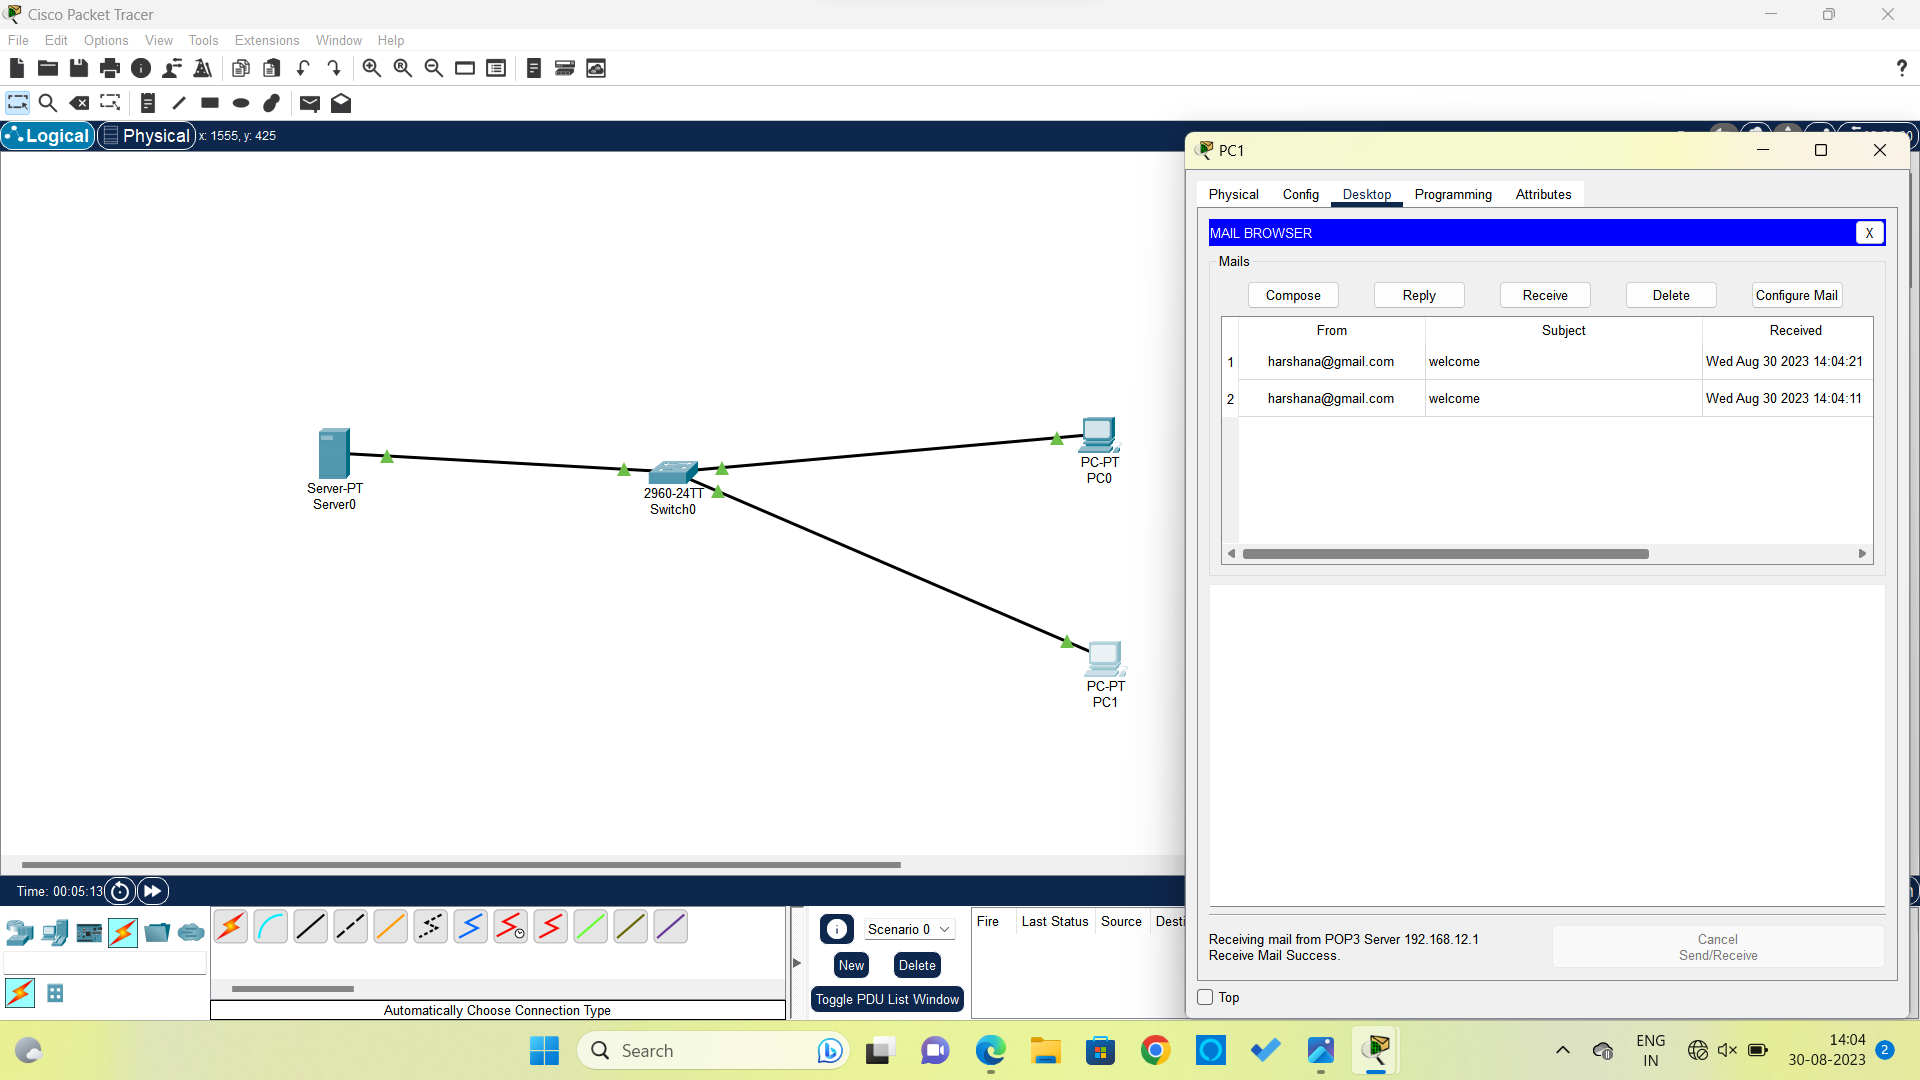 Cisco Packet Tracer
File Edit Options View Tools Extensions Window Help
?
Logical Physical x: 1555, y: 425
PC1
Physical Config Desktop Programming Attributes
MAIL BROWSER X
Mails
Compose Reply Receive Delete Configure Mail
From Subject Received
1 harshana@gmail.com welcome Wed Aug 30 2023 14:04:21
2 harshana@gmail.com welcome Wed Aug 30 2023 14:04:11
Server-PT
Server0
2960-24TT
Switch0
PC-PT
PC0
PC-PT
PC1
Receiving mail from POP3 Server 192.168.12.1
Receive Mail Success.
Cancel
Send/Receive
Top
Time: 00:05:13
Scenario 0
New Delete
Toggle PDU List Window
Fire Last Status Source Desti
Automatically Choose Connection Type
Search
ENG
IN
14:04
30-08-2023
2